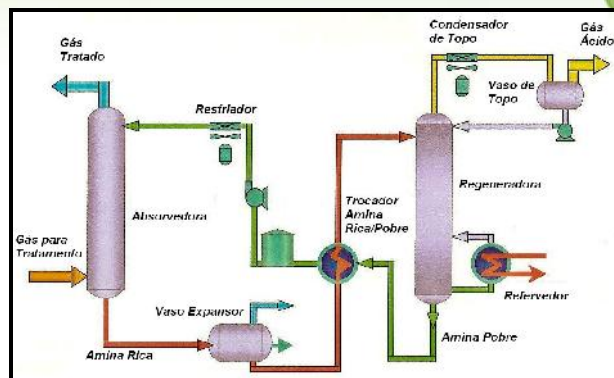 Gás
Tratado
Condensador
de Topo
Gás
Ácido
Vaso de
Topo
Resfriador
Absorvedora
Trocador
Amina
Rica/Pobre
Regeneradora
Gás para
Tratamento
Vaso Expansor
Refervedor
Amina Rica
Amina Pobre